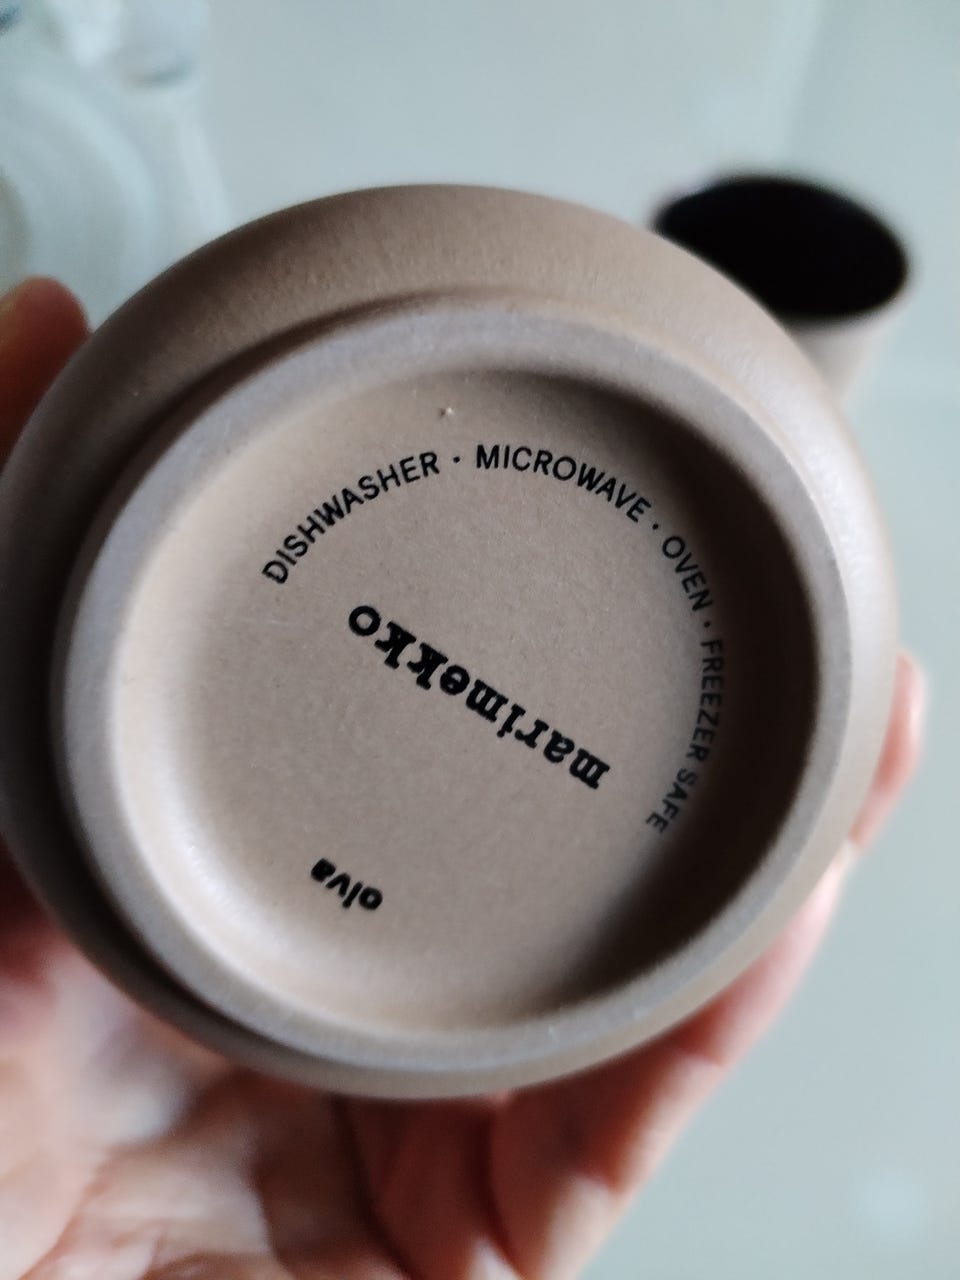 DISHWASHER · MICROWAVE · OVEN · FREEZER SAFE
marimekko
oiva